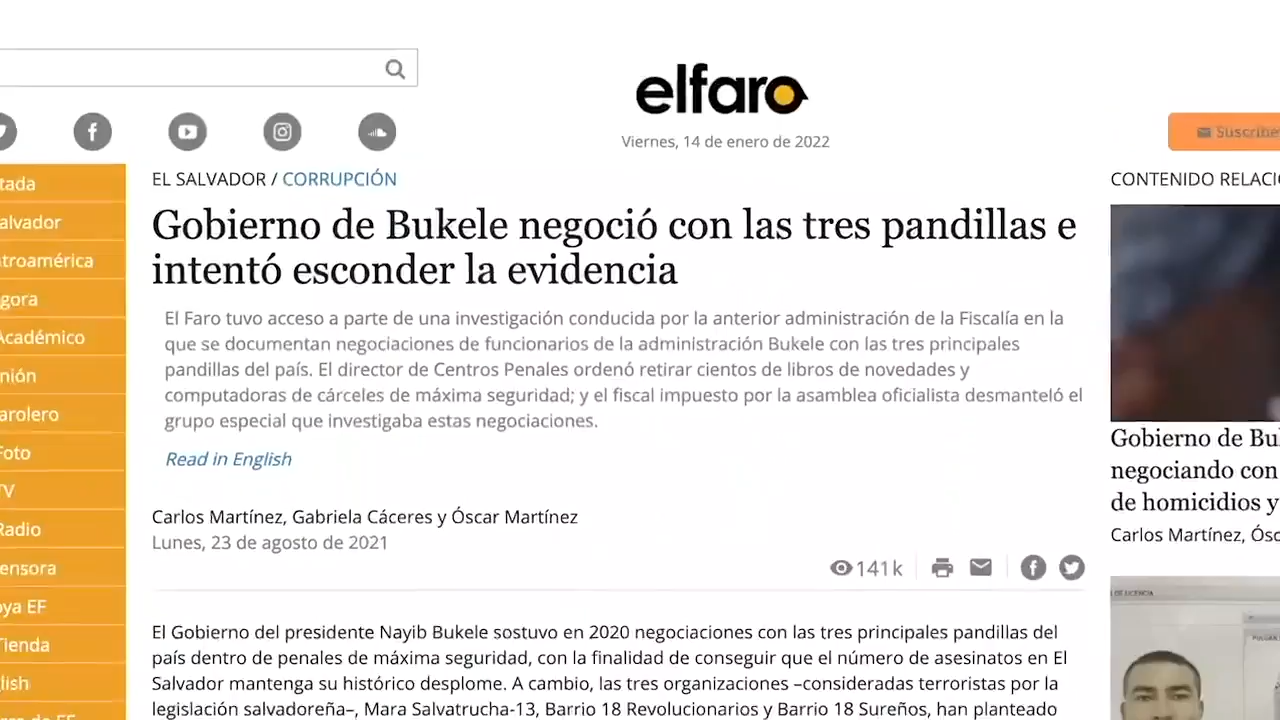 elfaro
Viernes, 14 de enero de 2022
Suscríbe
tada
alvador
troamérica
gora
Académico
nión
arolero
Foto
TV
Radio
ensora
oya EF
Tienda
lish
EL SALVADOR / CORRUPCIÓN
Gobierno de Bukele negoció con las tres pandillas e
intentó esconder la evidencia
El Faro tuvo acceso a parte de una investigación conducida por la anterior administración de la Fiscalía en la
que se documentan negociaciones de funcionarios de la administración Bukele con las tres principales
pandillas del país. El director de Centros Penales ordenó retirar cientos de libros de novedades y
computadoras de cárceles de máxima seguridad; y el fiscal impuesto por la asamblea oficialista desmanteló el
grupo especial que investigaba estas negociaciones.
Read in English
Carlos Martínez, Gabriela Cáceres y Óscar Martínez
Lunes, 23 de agosto de 2021
141k
El Gobierno del presidente Nayib Bukele sostuvo en 2020 negociaciones con las tres principales pandillas del
país dentro de penales de máxima seguridad, con la finalidad de conseguir que el número de asesinatos en El
Salvador mantenga su histórico desplome. A cambio, las tres organizaciones –consideradas terroristas por la
legislación salvadoreña–, Mara Salvatrucha-13, Barrio 18 Revolucionarios y Barrio 18 Sureños, han planteado
CONTENIDO RELACIO
Gobierno de Bu
negociando con
de homicidios y
Carlos Martínez, Ós